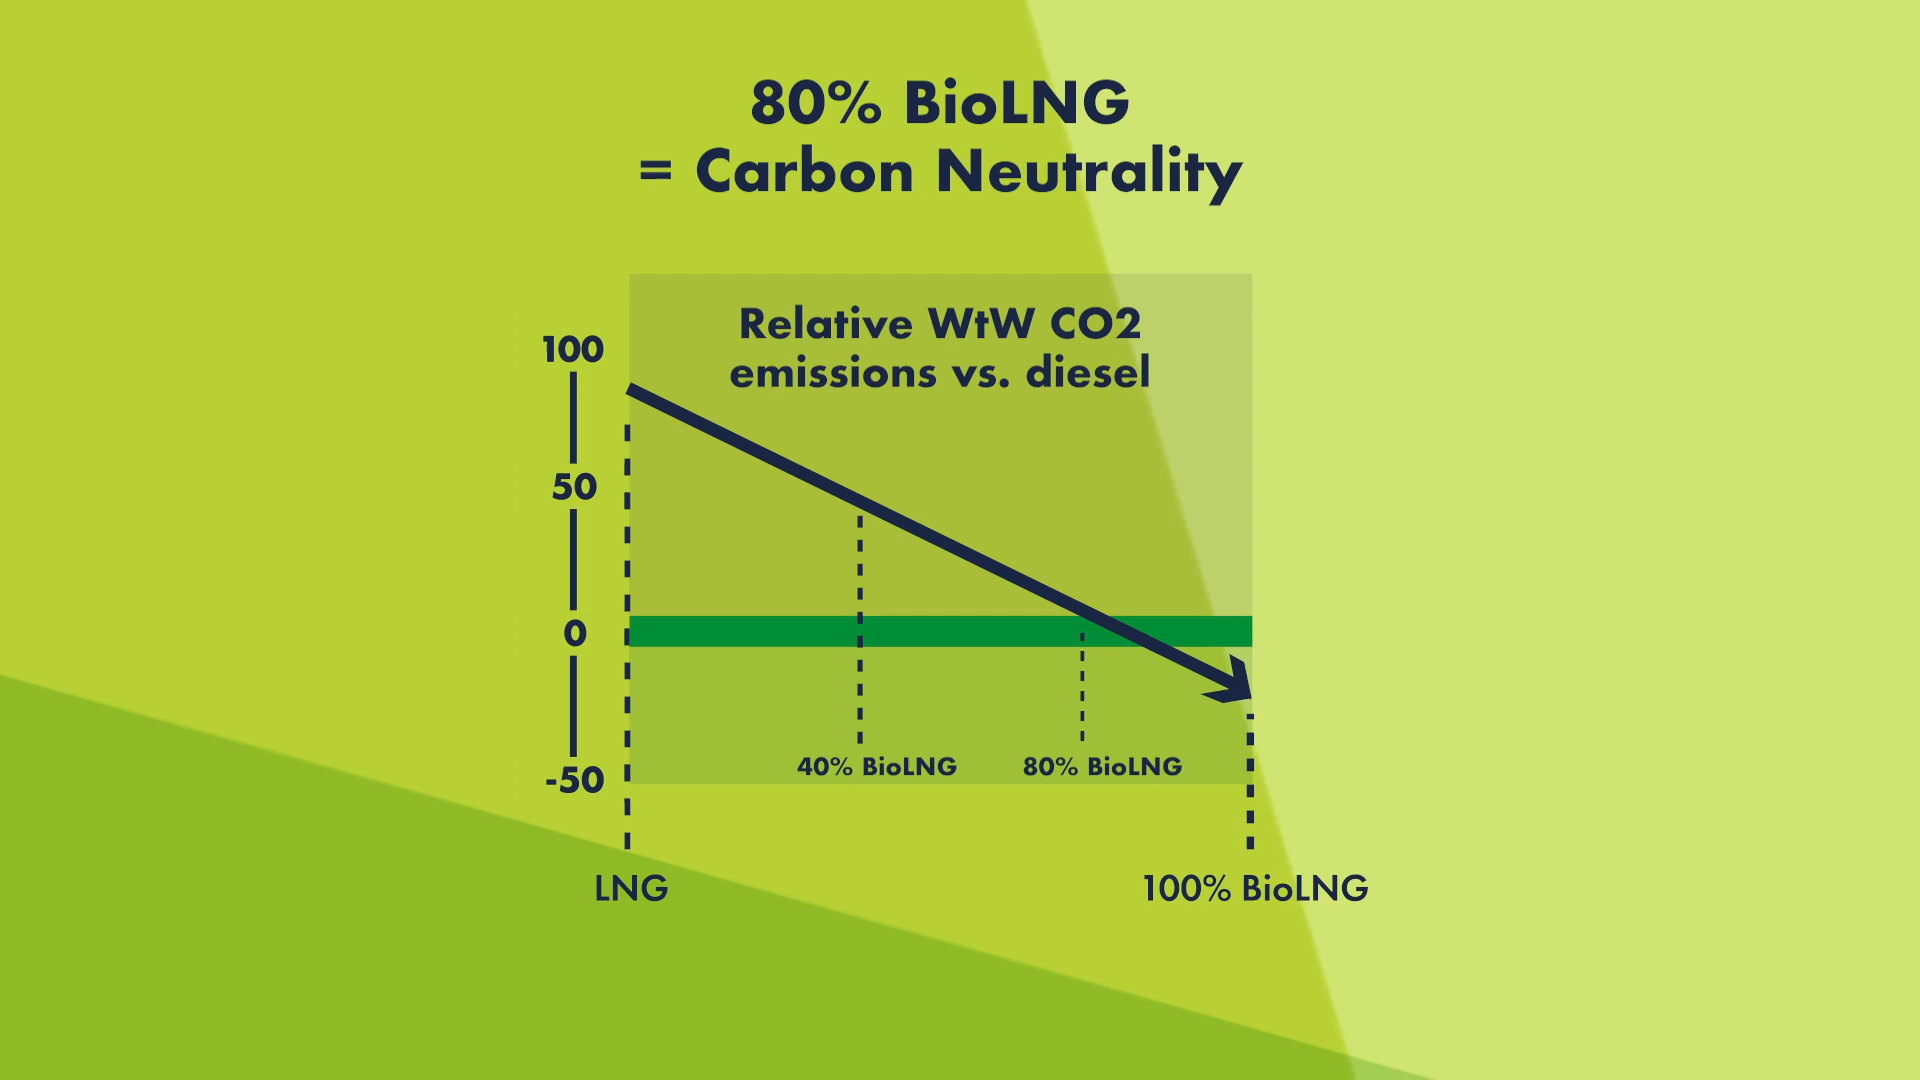 80% BioLNG
= Carbon Neutrality
Relative WtW CO2
emissions vs. diesel
100
50
0
-50
40% BioLNG
80% BioLNG
LNG
100% BioLNG